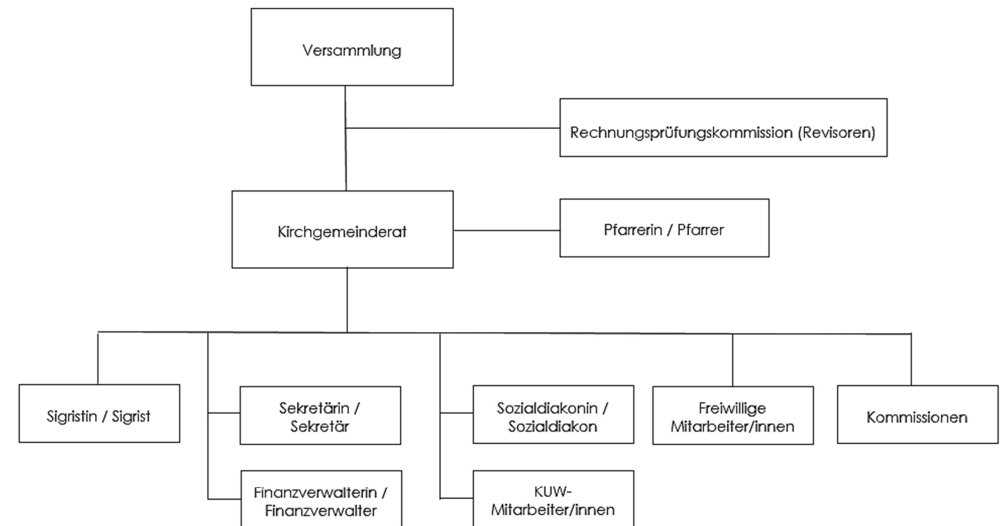 Versammlung
Rechnungsprüfungskommission (Revisoren)
Kirchgemeinderat
Pfarrerin / Pfarrer
Sigristin / Sigrist
Sekretärin /
Sekretär
Sozialdiakonin /
Sozialdiakon
Freiwillige
Mitarbeiter/innen
Kommissionen
Finanzverwalterin /
Finanzverwalter
KUW-
Mitarbeiter/innen